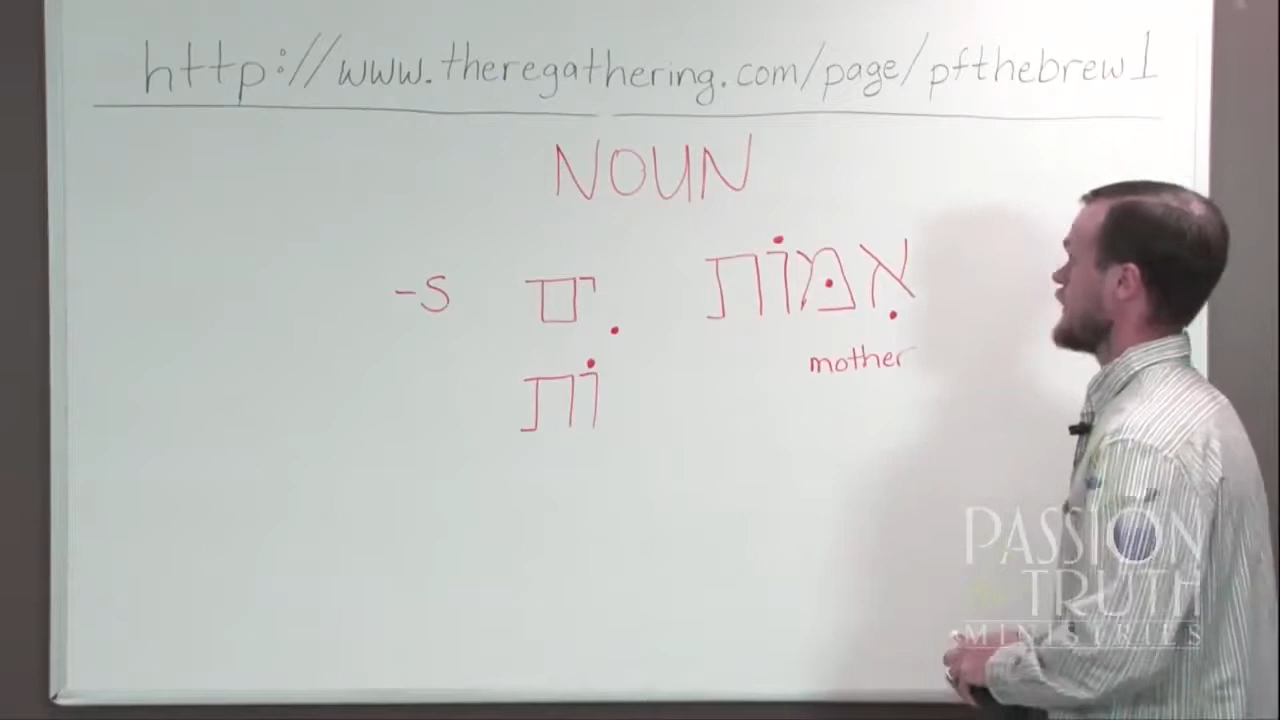 http://www.theregathering.com/page/pfthebrew1
NOUN
אִמּוֹת
mother
-S
ִים
וֹת
PASSION
TRUTH
MINISTRIES